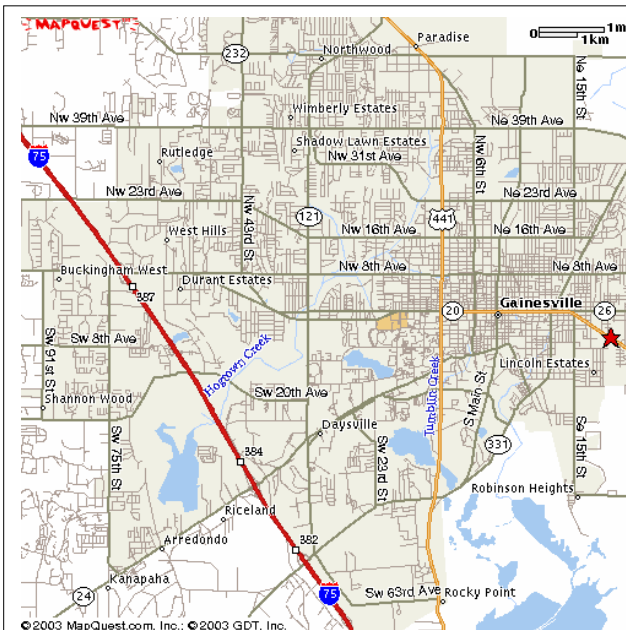 MAPQUEST
Paradise
0 1m
1km
232
Northwood
Ne 15th St
Wimberly Estates
Nw 39th Ave
Ne 39th Ave
Shadow Lawn Estates
75
Rutledge
Nw 31st Ave
Nw 6th St
Nw 23rd Ave
Ne 23rd Ave
Nw 43rd St
121
441
West Hills
Nw 16th Ave
Ne 16th Ave
Buckingham West
Nw 8th Ave
Ne 8th Ave
Durant Estates
387
20
Gainesville
26
Sw 8th Ave
Sw 91st St
Hogtown Creek
Tumblin Creek
Lincoln Estates
Sw 20th Ave
S Main St
Shannon Wood
Daysville
Sw 75th St
Sw 23rd St
331
Se 15th St
384
Robinson Heights
Riceland
Arredondo
382
Kanapaha
24
75
Sw 63rd Ave
Rocky Point
©2003 MapQuest.com, Inc.; ©2003 GDT, Inc.